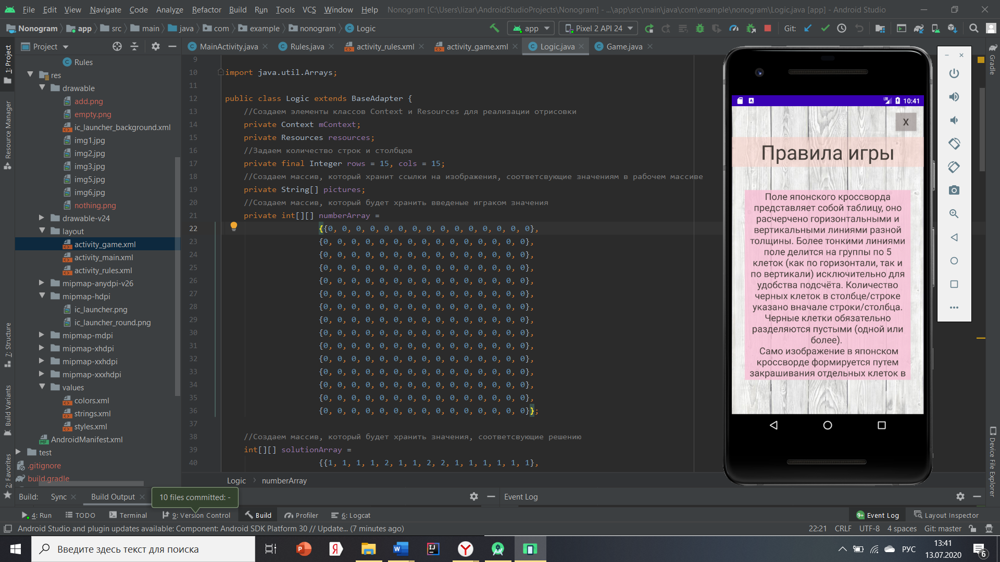 File Edit View Navigate Code Analyze Refactor Build Run Tools VCS Window Help Nonogram [C:\Users\lizar\AndroidStudioProjects\Nonogram] - ...\app\src\main\java\com\example\nonogram\Logic.java [app] - Android Studio
Nonogram app src main java com example nonogram Logic app Pixel 2 API 24 Git:
Project
MainActivity.java Rules.java activity_rules.xml activity_game.xml Logic.java Game.java
1: Project
Resource Manager
7: Structure
Build Variants
2: Favorites
Rules
res
drawable
add.png
empty.png
ic_launcher_background.xml
img1.jpg
img2.jpg
img3.jpg
img5.jpg
img6.jpg
nothing.png
drawable-v24
layout
activity_game.xml
activity_main.xml
activity_rules.xml
mipmap-anydpi-v26
mipmap-hdpi
ic_launcher.png
ic_launcher_round.png
mipmap-mdpi
mipmap-xhdpi
mipmap-xxhdpi
mipmap-xxxhdpi
values
colors.xml
strings.xml
styles.xml
AndroidManifest.xml
test
.gitignore
build.gradle
9
10 import java.util.Arrays;
11
12 public class Logic extends BaseAdapter {
13 //Создаем элементы классов Context и Resources для реализации отрисовки
14 private Context mContext;
15 private Resources resources;
16 //Задаем количество строк и столбцов
17 private final Integer rows = 15, cols = 15;
18 //Создаем массив, который хранит ссылки на изображения, соответсвующие значениям в рабочем массиве
19 private String[] pictures;
20 //Создаем массив, который будет хранить введеные играком значения
21 private int[][] numberArray =
22 {{0, 0, 0, 0, 0, 0, 0, 0, 0, 0, 0, 0, 0, 0, 0},
23 {0, 0, 0, 0, 0, 0, 0, 0, 0, 0, 0, 0, 0, 0, 0},
24 {0, 0, 0, 0, 0, 0, 0, 0, 0, 0, 0, 0, 0, 0, 0},
25 {0, 0, 0, 0, 0, 0, 0, 0, 0, 0, 0, 0, 0, 0, 0},
26 {0, 0, 0, 0, 0, 0, 0, 0, 0, 0, 0, 0, 0, 0, 0},
27 {0, 0, 0, 0, 0, 0, 0, 0, 0, 0, 0, 0, 0, 0, 0},
28 {0, 0, 0, 0, 0, 0, 0, 0, 0, 0, 0, 0, 0, 0, 0},
29 {0, 0, 0, 0, 0, 0, 0, 0, 0, 0, 0, 0, 0, 0, 0},
30 {0, 0, 0, 0, 0, 0, 0, 0, 0, 0, 0, 0, 0, 0, 0},
31 {0, 0, 0, 0, 0, 0, 0, 0, 0, 0, 0, 0, 0, 0, 0},
32 {0, 0, 0, 0, 0, 0, 0, 0, 0, 0, 0, 0, 0, 0, 0},
33 {0, 0, 0, 0, 0, 0, 0, 0, 0, 0, 0, 0, 0, 0, 0},
34 {0, 0, 0, 0, 0, 0, 0, 0, 0, 0, 0, 0, 0, 0, 0},
35 {0, 0, 0, 0, 0, 0, 0, 0, 0, 0, 0, 0, 0, 0, 0},
36 {0, 0, 0, 0, 0, 0, 0, 0, 0, 0, 0, 0, 0, 0, 0}};
37
38 //Создаем массив, который будет хранить значения, соответсвующие решению
39 int[][] solutionArray =
40 {{1, 1, 1, 1, 2, 1, 1, 2, 2, 1, 1, 1, 1, 1, 1},
Logic numberArray
LTE 10:41
X
Правила игры
Поле японского кроссворда
представляет собой таблицу, оно
расчерчено горизонтальными и
вертикальными линиями разной
толщины. Более тонкими линиями
поле делится на группы по 5
клеток (как по горизонтали, так и
по вертикали) исключительно для
удобства подсчёта. Количество
черных клеток в столбце/строке
указано вначале строки/столбца.
Черные клетки обязательно
разделяются пустыми (одной или
более).
Само изображение в японском
кроссворде формируется путем
закрашивания отдельных клеток в
Gradle
Device File Explorer
Build: Sync Build Output 10 files committed: - Event Log
4: Run TODO Terminal 9: Version Control Build Profiler 6: Logcat 9+ Event Log Layout Inspector
Android Studio and plugin updates available: Component: Android SDK Platform 30 // Update... (7 minutes ago) 22:21 CRLF UTF-8 4 spaces Git: master
Введите здесь текст для поиска
P Я W IJ Y
РУС
13:41
13.07.2020
6